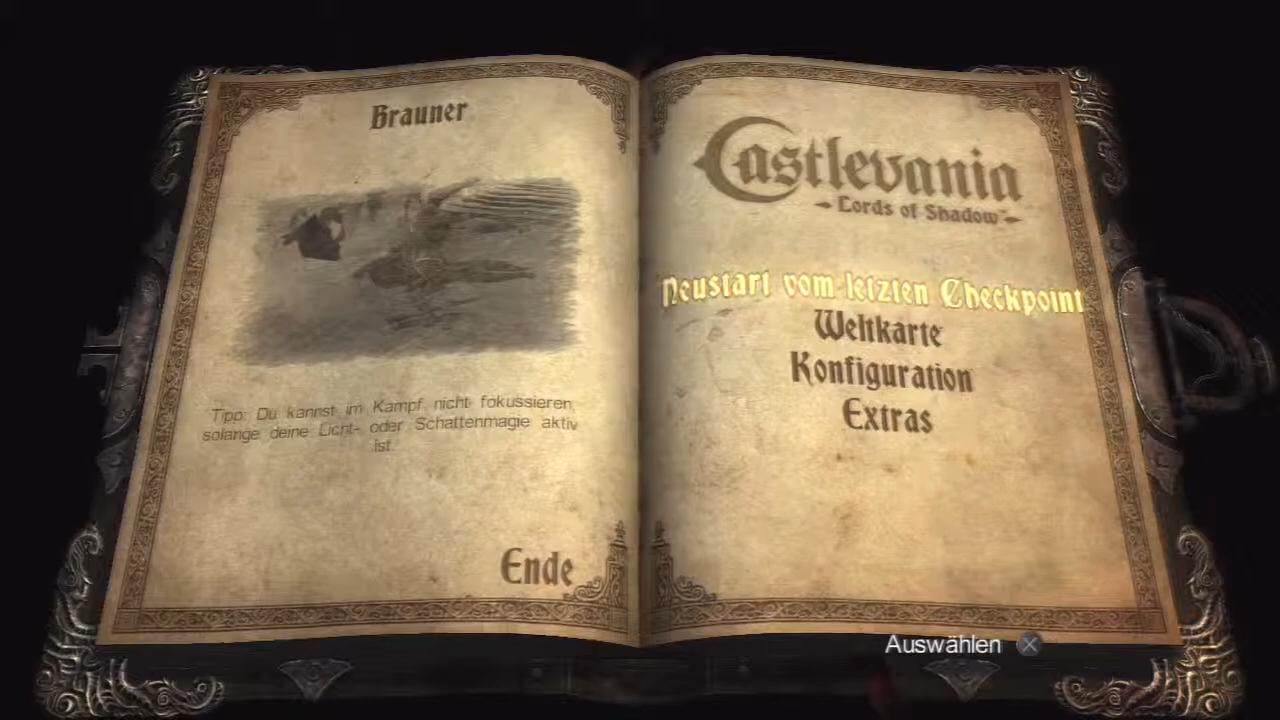 Brauner
Tipp: Du kannst im Kampf nicht fokussieren,
solange deine Licht- oder Schattenmagie aktiv
ist.
Ende
Castlevania
Lords of Shadow™
Neustart vom letzten Checkpoint
Weltkarte
Konfiguration
Extras
Auswählen